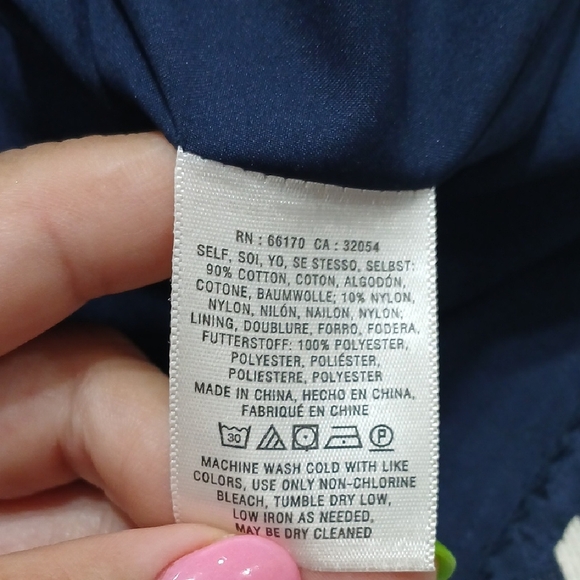 RN : 66170 CA : 32054
SELF, SOI, YO, SE STESSO, SELBST:
90% COTTON, COTON, ALGODÓN,
COTONE, BAUMWOLLE; 10% NYLON,
NYLON, NILÓN, NAILON, NYLON;
LINING, DOUBLURE, FORRO, FODERA,
FUTTERSTOFF: 100% POLYESTER,
POLYESTER, POLIÉSTER,
POLIESTERE, POLYESTER
MADE IN CHINA, HECHO EN CHINA,
FABRIQUÉ EN CHINE
30 P
MACHINE WASH COLD WITH LIKE
COLORS, USE ONLY NON-CHLORINE
BLEACH, TUMBLE DRY LOW,
LOW IRON AS NEEDED,
MAY BE DRY CLEANED